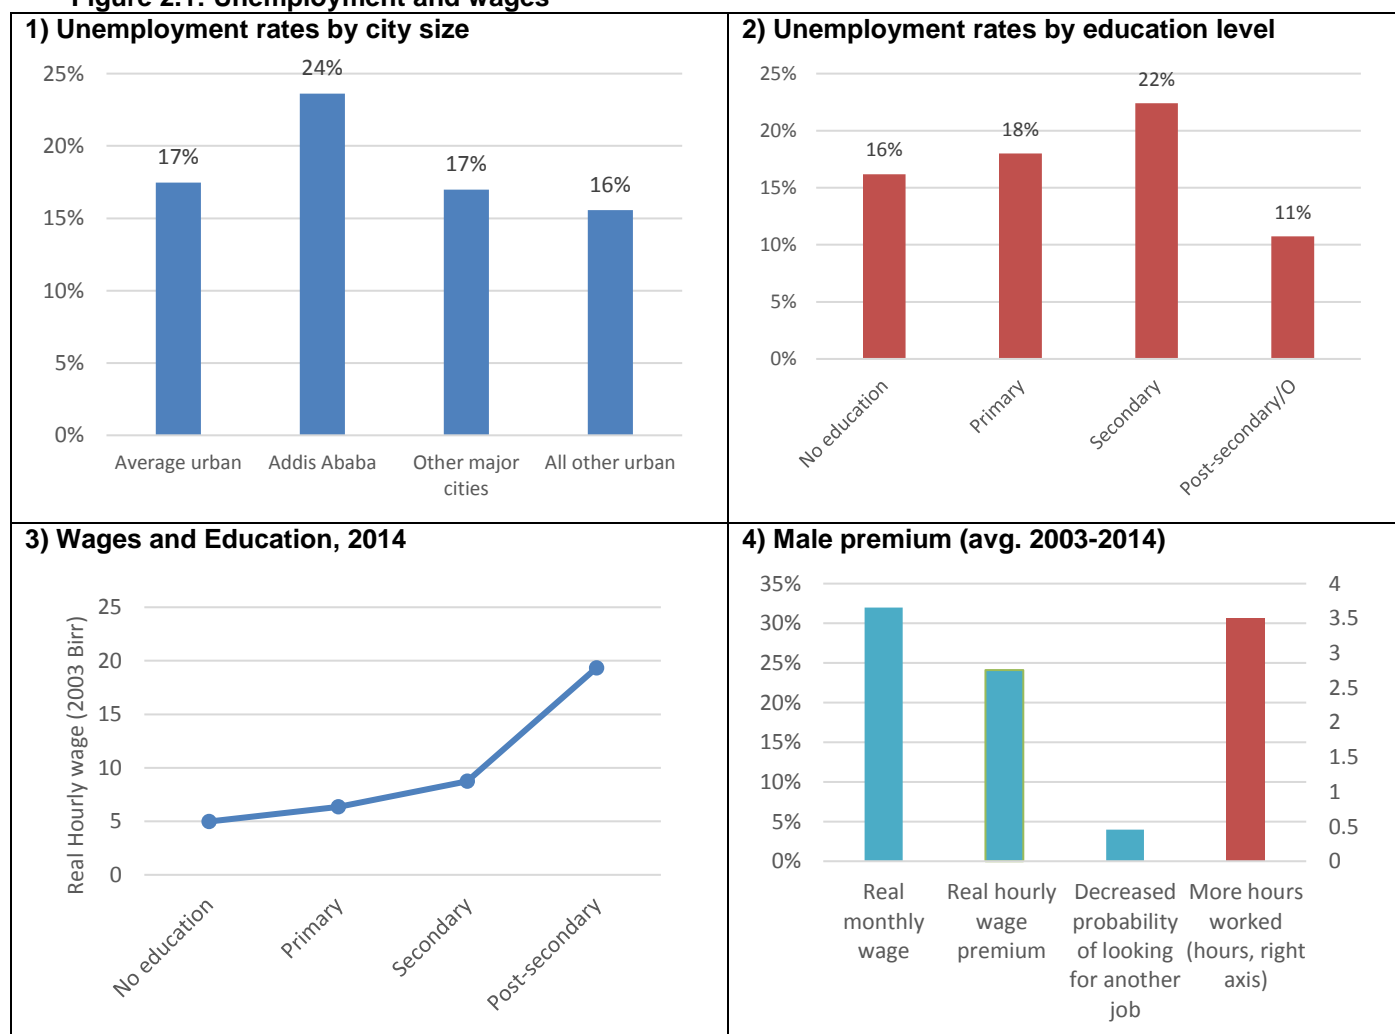 Figure 2.1: Unemployment and wages
1) Unemployment rates by city size
25%
20%
15%
10%
5%
0%
17%
24%
17%
16%
Average urban
Addis Ababa
Other major
cities
All other urban
2) Unemployment rates by education level
25%
20%
15%
10%
5%
0%
16%
18%
22%
11%
No education
Primary
Secondary
Post-secondary/O
3) Wages and Education, 2014
Real Hourly wage (2003 Birr)
25
20
15
10
5
0
No education
Primary
Secondary
Post-secondary
4) Male premium (avg. 2003-2014)
35%
30%
25%
20%
15%
10%
5%
0%
4
3.5
3
2.5
2
1.5
1
0.5
0
Real
monthly
wage
Real hourly
wage
premium
Decreased
probability
of looking
for another
job
More hours
worked
(hours, right
axis)